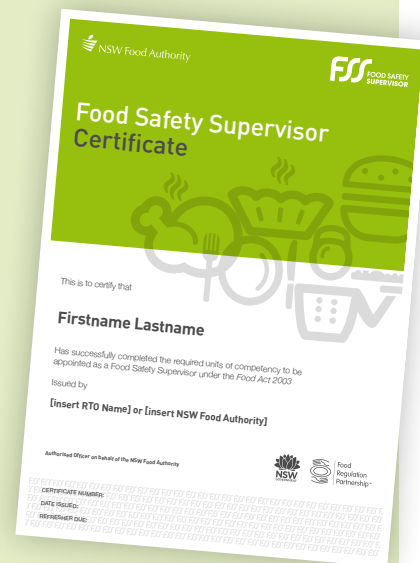 NSW Food Authority
FSS FOOD SAFETY
SUPERVISOR
Food Safety Supervisor
Certificate
This is to certify that
Firstname Lastname
Has successfully completed the required units of competency to be
appointed as a Food Safety Supervisor under the Food Act 2003
Issued by
[insert RTO Name] or [insert NSW Food Authority]
Authorised Officer on behalf of the NSW Food Authority
NSW
GOVERNMENT
Food
Regulation
Partnership
CERTIFICATE NUMBER:
DATE ISSUED:
REFRESHER DUE: